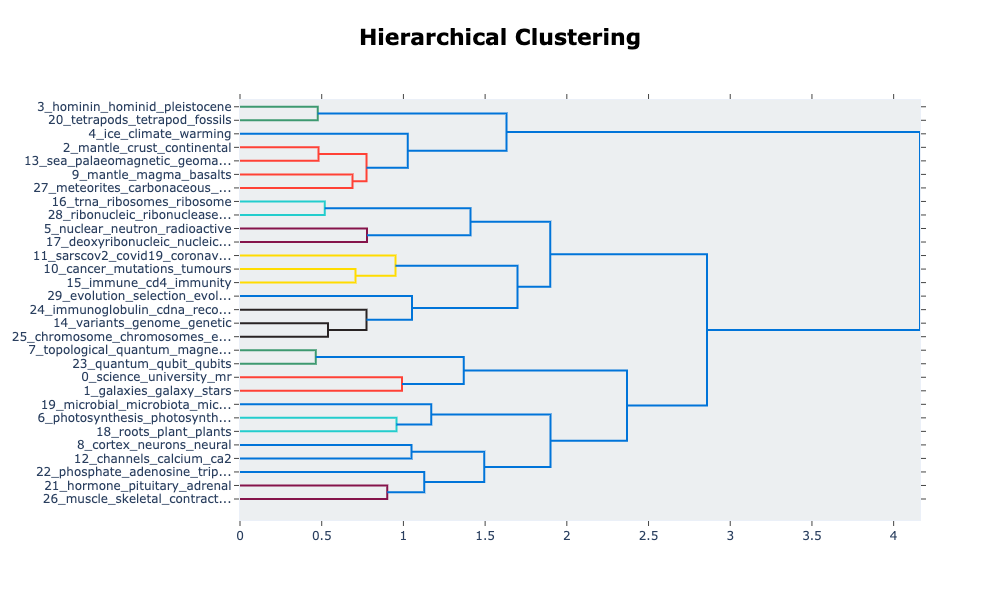 Hierarchical Clustering
3_hominin_hominid_pleistocene
20_tetrapods_tetrapod_fossils
4_ice_climate_warming
2_mantle_crust_continental
13_sea_palaeomagnetic_geoma...
9_mantle_magma_basalts
27_meteorites_carbonaceous_...
16_trna_ribosomes_ribosome
28_ribonucleic_ribonuclease...
5_nuclear_neutron_radioactive
17_deoxyribonucleic_nucleic...
11_sarscov2_covid19_coronav...
10_cancer_mutations_tumours
15_immune_cd4_immunity
29_evolution_selection_evol...
24_immunoglobulin_cdna_reco...
14_variants_genome_genetic
25_chromosome_chromosomes_e...
7_topological_quantum_magne...
23_quantum_qubit_qubits
0_science_university_mr
1_galaxies_galaxy_stars
19_microbial_microbiota_mic...
6_photosynthesis_photosynth...
18_roots_plant_plants
8_cortex_neurons_neural
12_channels_calcium_ca2
22_phosphate_adenosine_trip...
21_hormone_pituitary_adrenal
26_muscle_skeletal_contract...
0 0.5 1 1.5 2 2.5 3 3.5 4